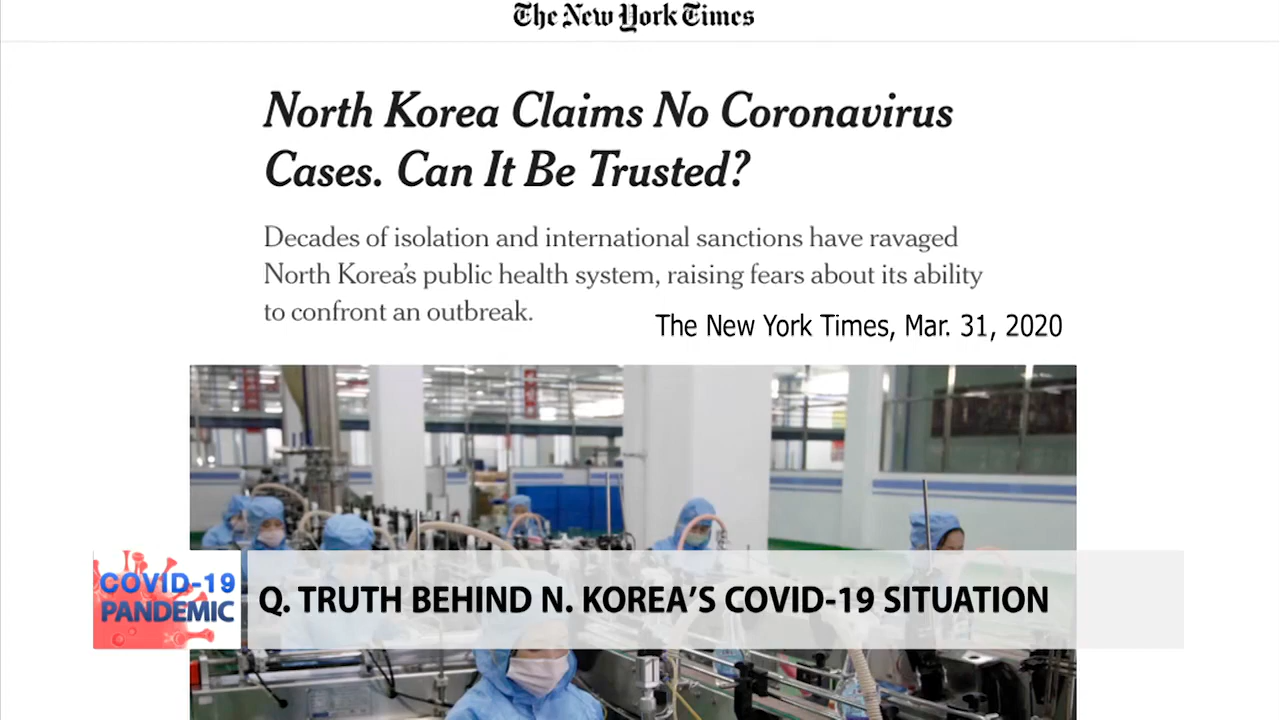 The New York Times
North Korea Claims No Coronavirus
Cases. Can It Be Trusted?
Decades of isolation and international sanctions have ravaged
North Korea's public health system, raising fears about its ability
to confront an outbreak.
The New York Times, Mar. 31, 2020
COVID-19
PANDEMIC
Q. TRUTH BEHIND N. KOREA'S COVID-19 SITUATION